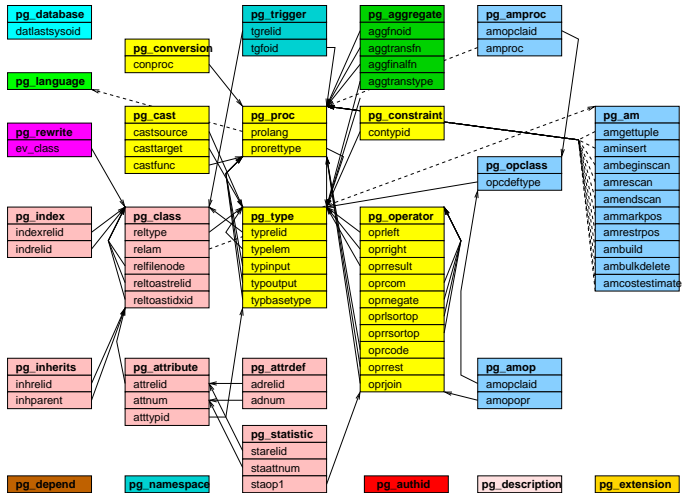 pg_database
datlastsysoid
pg_conversion
conproc
pg_trigger
tgrelid
tgfoid
pg_aggregate
aggfnoid
aggtransfn
aggfinalfn
aggtranstype
pg_amproc
amopclaid
amproc
pg_language
pg_rewrite
ev_class
pg_cast
castsource
casttarget
castfunc
pg_proc
prolang
prorettype
pg_constraint
contypid
pg_opclass
opcdeftype
pg_am
amgettuple
aminsert
ambeginscan
amrescan
amendscan
ammarkpos
amrestrpos
ambuild
ambulkdelete
amcostestimate
pg_index
indexrelid
indrelid
pg_class
reltype
relam
relfilenode
reltoastrelid
reltoastidxid
pg_type
typrelid
typelem
typinput
typoutput
typbasetype
pg_operator
oprleft
oprright
oprresult
oprcom
oprnegate
oprlsortop
oprrsortop
oprcode
oprrest
oprjoin
pg_inherits
inhrelid
inhparent
pg_attribute
attrelid
attnum
atttypid
pg_attrdef
adrelid
adnum
pg_amop
amopclaid
amopopr
pg_statistic
starelid
staattnum
staop1
pg_depend
pg_namespace
pg_authid
pg_description
pg_extension